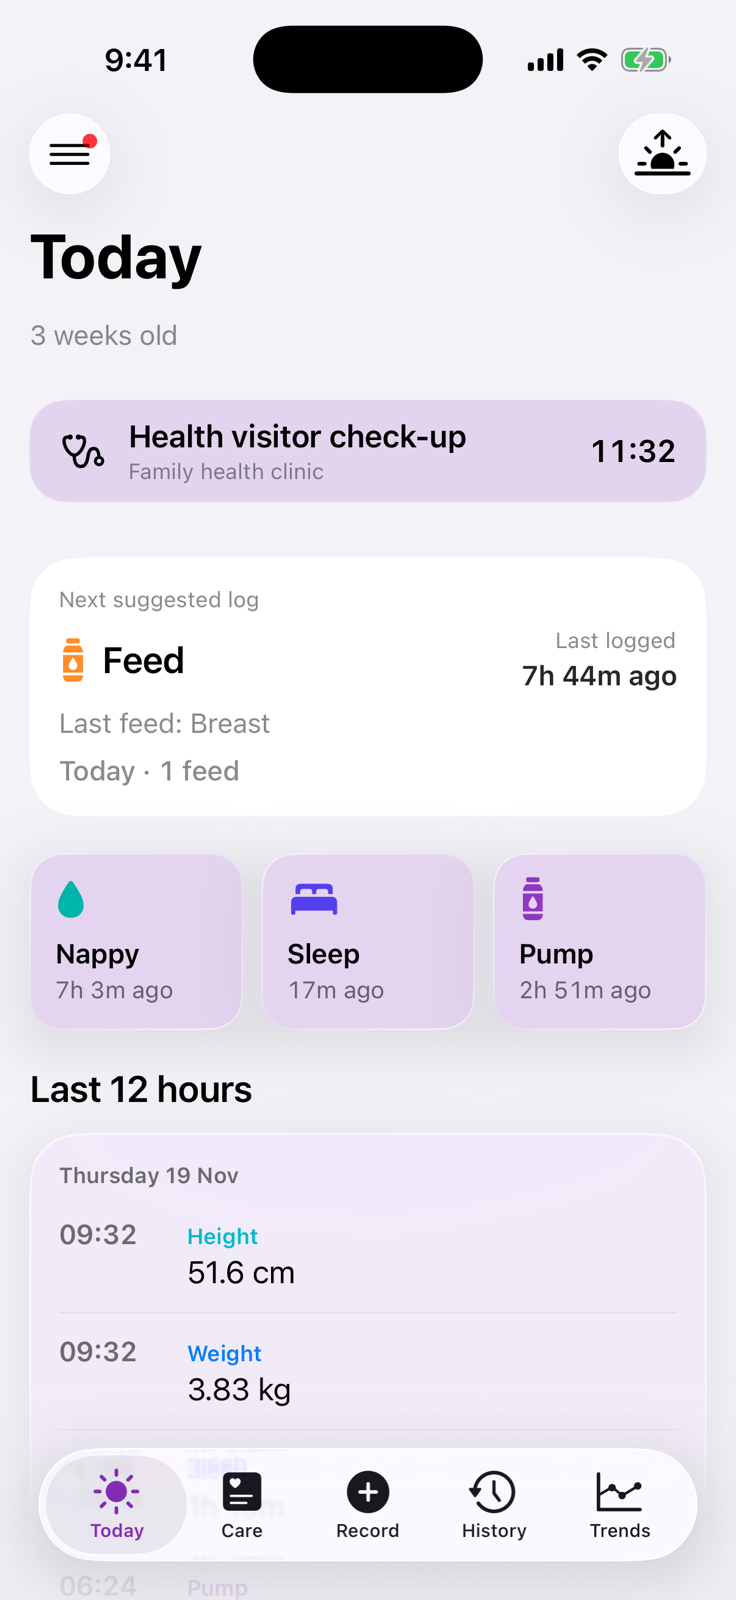 9:41
Today
3 weeks old
Health visitor check-up
Family health clinic
11:32
Next suggested log
Feed
Last logged
7h 44m ago
Last feed: Breast
Today · 1 feed
Nappy
7h 3m ago
Sleep
17m ago
Pump
2h 51m ago
Last 12 hours
Thursday 19 Nov
09:32
Height
51.6 cm
09:32
Weight
3.83 kg
Today
Care
Record
History
Trends
06:24
Pump